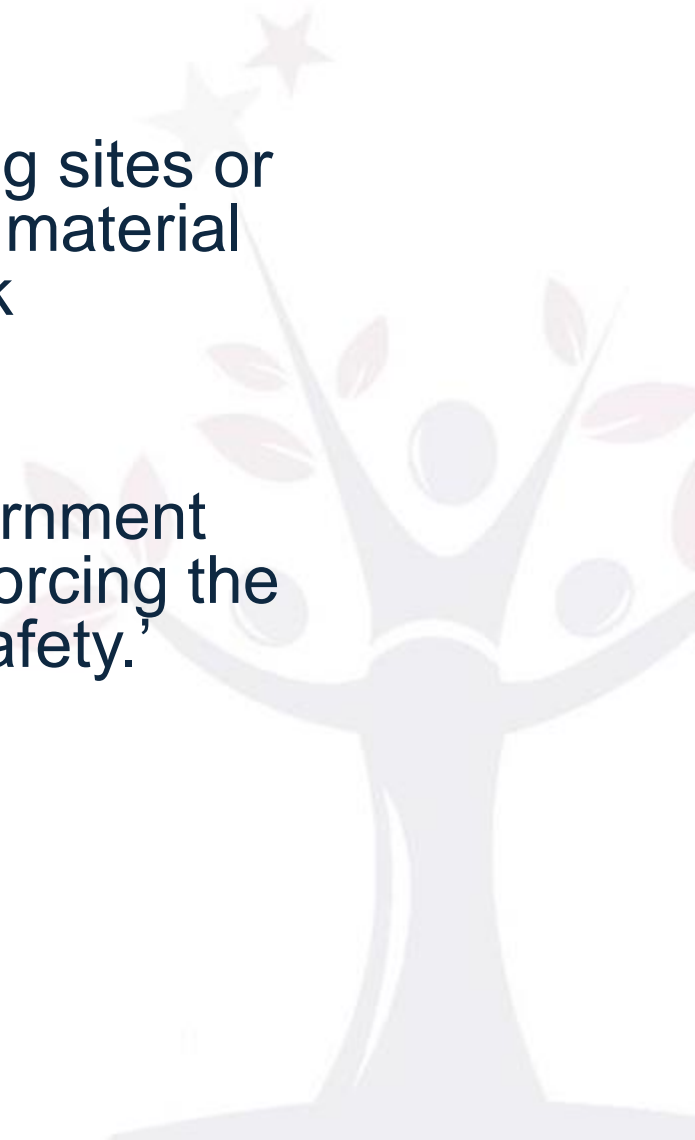 g sites or
material
k
rnment
orcing the
afety.’